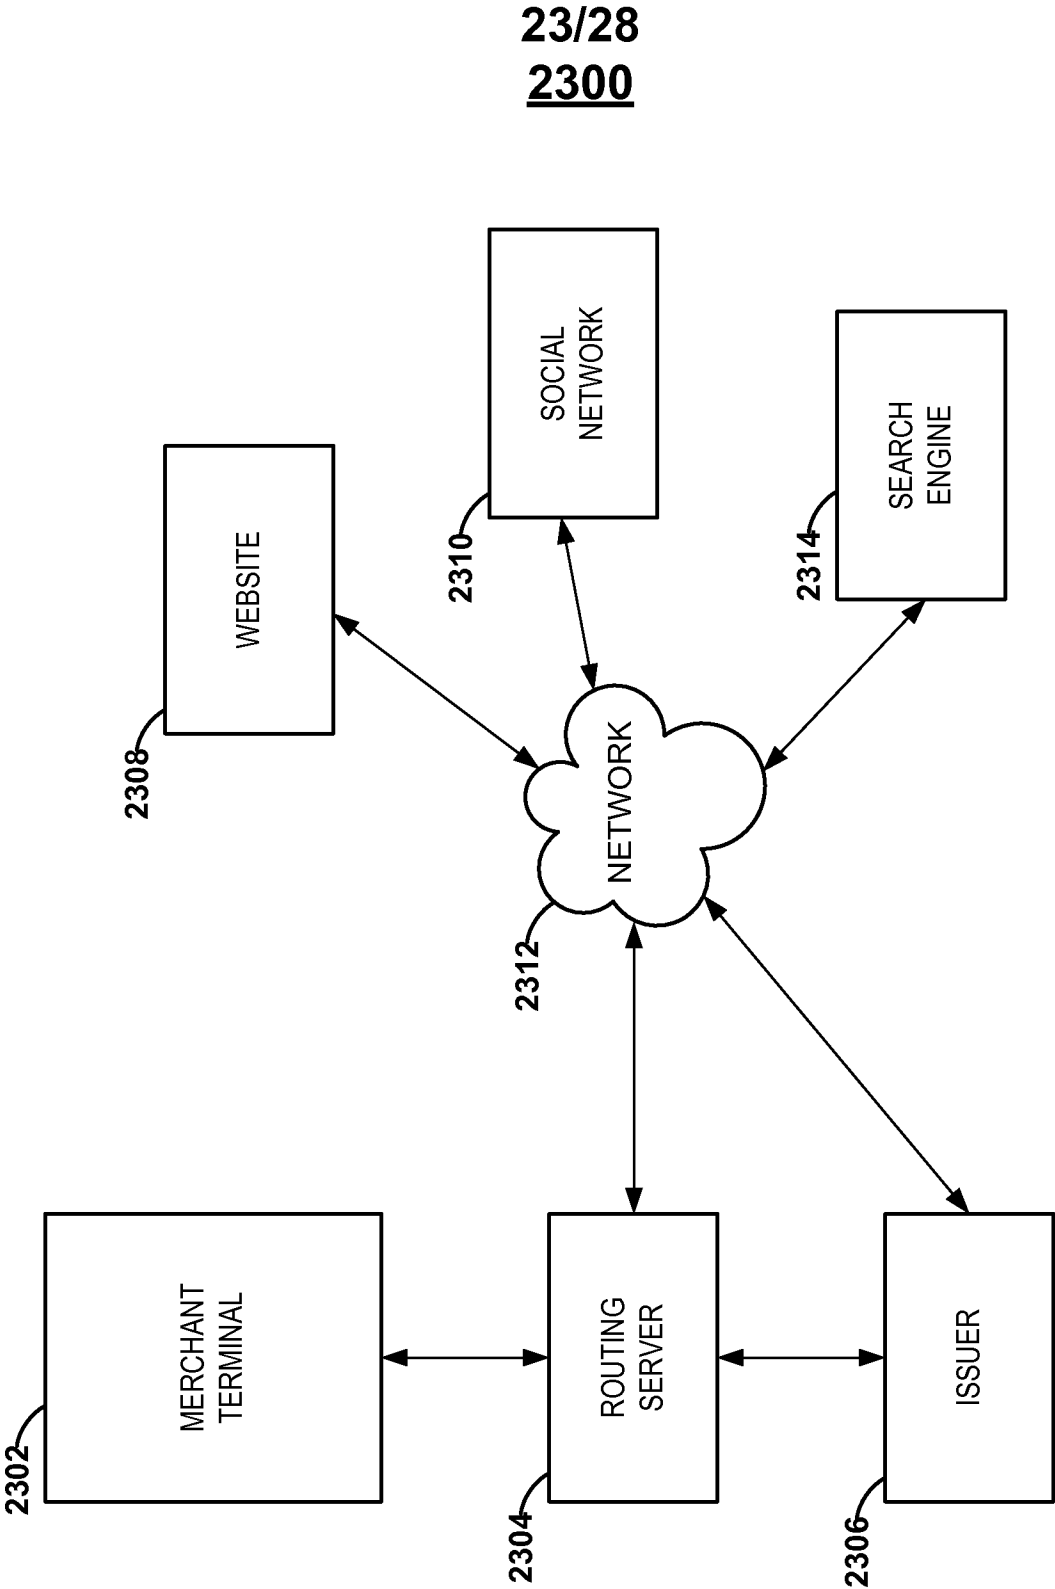 23/28
2300
2302
MERCHANT
TERMINAL
2304
ROUTING
SERVER
2306
ISSUER
2312
NETWORK
2308
WEBSITE
2310
SOCIAL
NETWORK
2314
SEARCH
ENGINE